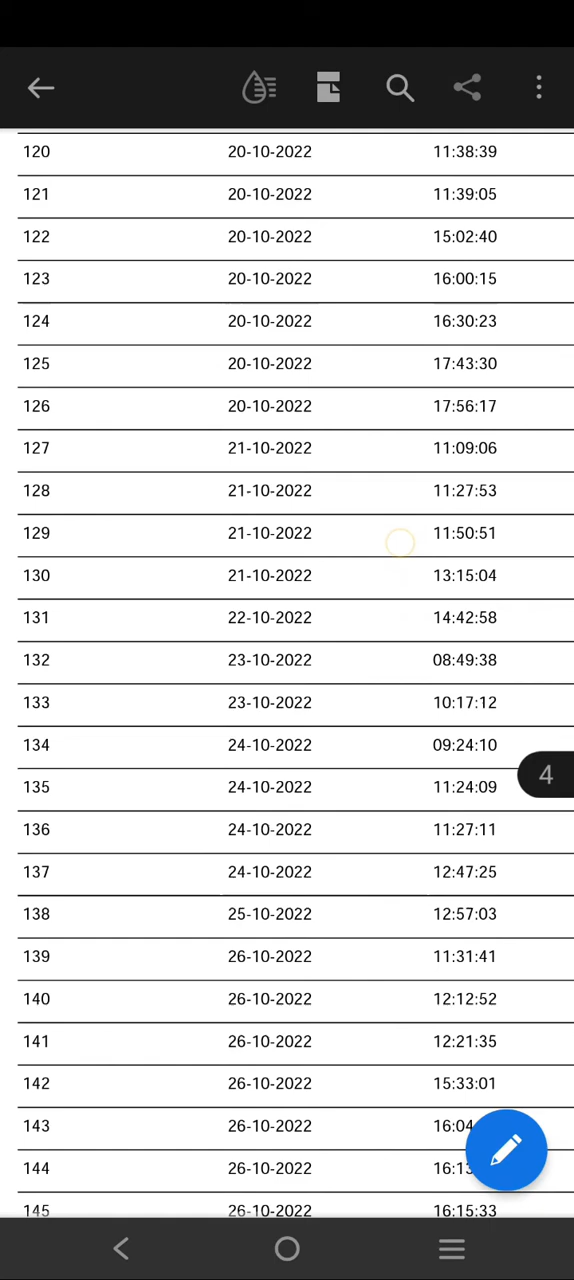 120 20-10-2022 11:38:39
121 20-10-2022 11:39:05
122 20-10-2022 15:02:40
123 20-10-2022 16:00:15
124 20-10-2022 16:30:23
125 20-10-2022 17:43:30
126 20-10-2022 17:56:17
127 21-10-2022 11:09:06
128 21-10-2022 11:27:53
129 21-10-2022 11:50:51
130 21-10-2022 13:15:04
131 22-10-2022 14:42:58
132 23-10-2022 08:49:38
133 23-10-2022 10:17:12
134 24-10-2022 09:24:10
4
135 24-10-2022 11:24:09
136 24-10-2022 11:27:11
137 24-10-2022 12:47:25
138 25-10-2022 12:57:03
139 26-10-2022 11:31:41
140 26-10-2022 12:12:52
141 26-10-2022 12:21:35
142 26-10-2022 15:33:01
143 26-10-2022 16:04
144 26-10-2022 16:13
145 26-10-2022 16:15:33